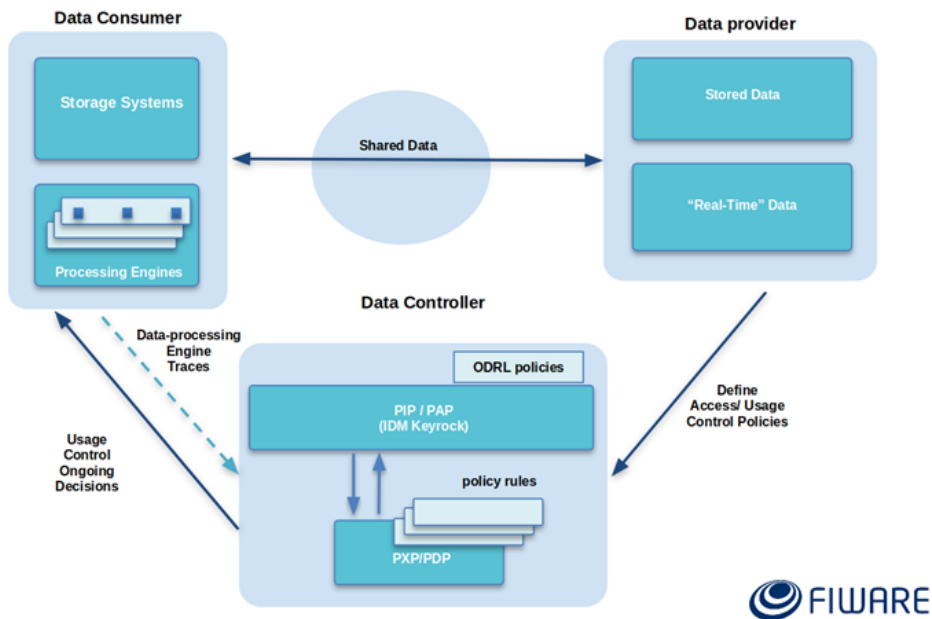 Data Consumer
Data provider
Storage Systems
Stored Data
Shared Data
"Real-Time" Data
Processing Engines
Data Controller
Data-processing
Engine
Traces
ODRL policies
PIP / PAP
(IDM Keyrock)
Define
Access/ Usage
Control Policies
Usage
Control
Ongoing
Decisions
policy rules
PXP/PDP
FIWARE